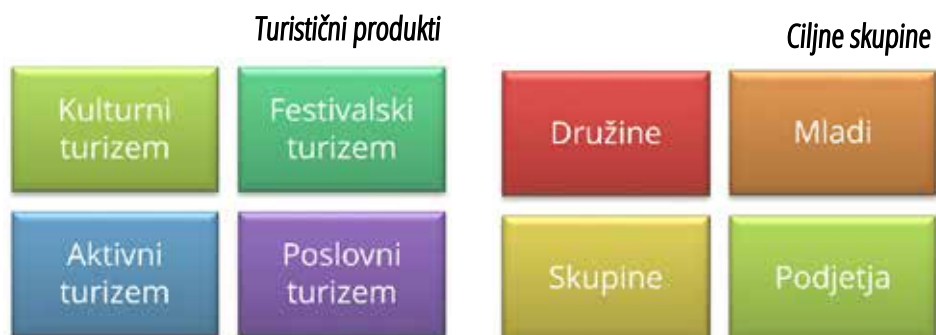 Turistični produkti
Kulturni
turizem
Festivalski
turizem
Aktivni
turizem
Poslovni
turizem
Ciljne skupine
Družine
Mladi
Skupine
Podjetja